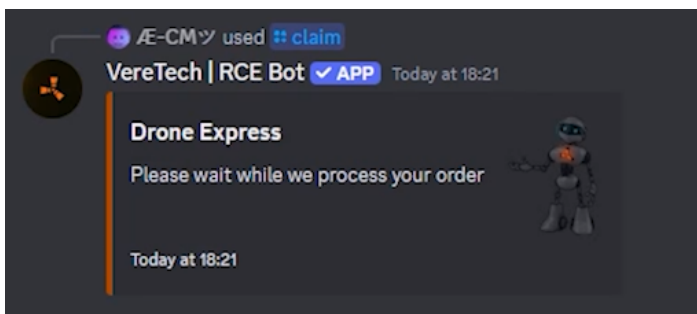 Æ-CMツ used claim
VereTech | RCE Bot ✓ APP Today at 18:21
Drone Express
Please wait while we process your order
Today at 18:21